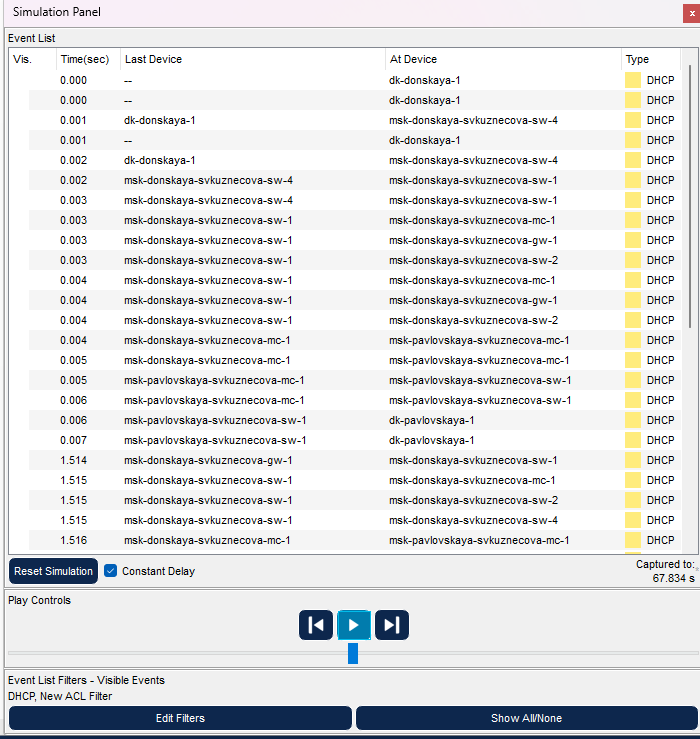 Simulation Panel
x
Event List
Vis. Time(sec) Last Device At Device Type
0.000 -- dk-donskaya-1 DHCP
0.000 -- dk-donskaya-1 DHCP
0.001 dk-donskaya-1 msk-donskaya-svkuznecova-sw-4 DHCP
0.001 -- dk-donskaya-1 DHCP
0.002 dk-donskaya-1 msk-donskaya-svkuznecova-sw-4 DHCP
0.002 msk-donskaya-svkuznecova-sw-4 msk-donskaya-svkuznecova-sw-1 DHCP
0.003 msk-donskaya-svkuznecova-sw-4 msk-donskaya-svkuznecova-sw-1 DHCP
0.003 msk-donskaya-svkuznecova-sw-1 msk-donskaya-svkuznecova-mc-1 DHCP
0.003 msk-donskaya-svkuznecova-sw-1 msk-donskaya-svkuznecova-gw-1 DHCP
0.003 msk-donskaya-svkuznecova-sw-1 msk-donskaya-svkuznecova-sw-2 DHCP
0.004 msk-donskaya-svkuznecova-sw-1 msk-donskaya-svkuznecova-mc-1 DHCP
0.004 msk-donskaya-svkuznecova-sw-1 msk-donskaya-svkuznecova-gw-1 DHCP
0.004 msk-donskaya-svkuznecova-sw-1 msk-donskaya-svkuznecova-sw-2 DHCP
0.004 msk-donskaya-svkuznecova-mc-1 msk-pavlovskaya-svkuznecova-mc-1 DHCP
0.005 msk-donskaya-svkuznecova-mc-1 msk-pavlovskaya-svkuznecova-mc-1 DHCP
0.005 msk-pavlovskaya-svkuznecova-mc-1 msk-pavlovskaya-svkuznecova-sw-1 DHCP
0.006 msk-pavlovskaya-svkuznecova-mc-1 msk-pavlovskaya-svkuznecova-sw-1 DHCP
0.006 msk-pavlovskaya-svkuznecova-sw-1 dk-pavlovskaya-1 DHCP
0.007 msk-pavlovskaya-svkuznecova-sw-1 dk-pavlovskaya-1 DHCP
1.514 msk-donskaya-svkuznecova-gw-1 msk-donskaya-svkuznecova-sw-1 DHCP
1.515 msk-donskaya-svkuznecova-sw-1 msk-donskaya-svkuznecova-mc-1 DHCP
1.515 msk-donskaya-svkuznecova-sw-1 msk-donskaya-svkuznecova-sw-2 DHCP
1.515 msk-donskaya-svkuznecova-sw-1 msk-donskaya-svkuznecova-sw-4 DHCP
1.516 msk-donskaya-svkuznecova-mc-1 msk-pavlovskaya-svkuznecova-mc-1 DHCP
Reset Simulation Constant Delay Captured to:
67.834 s
Play Controls
Event List Filters - Visible Events
DHCP, New ACL Filter
Edit Filters Show All/None